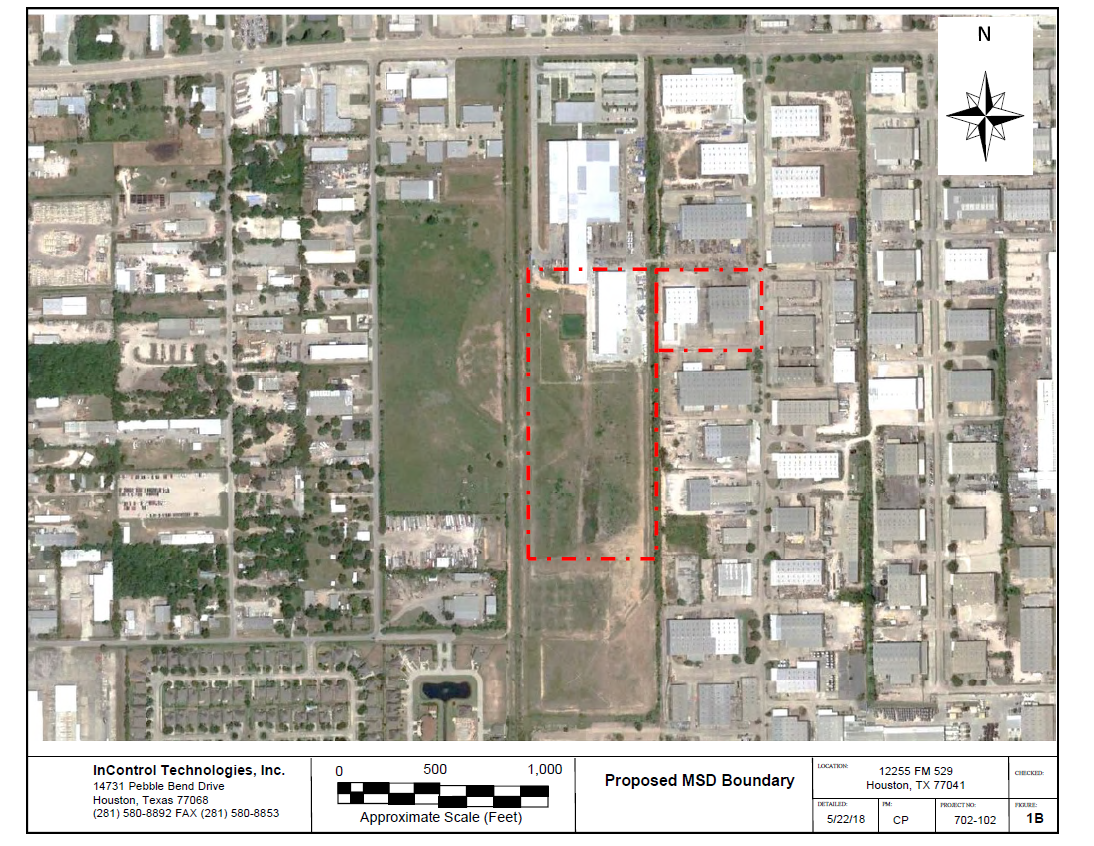 N
InControl Technologies, Inc.
14731 Pebble Bend Drive
Houston, Texas 77068
(281) 580-8892 FAX (281) 580-8853
0 500 1,000
Approximate Scale (Feet)
Proposed MSD Boundary
LOCATION:
12255 FM 529
Houston, TX 77041
CHECKED:
DETAILED:
5/22/18
PM:
CP
PROJECT NO:
702-102
FIGURE:
1B